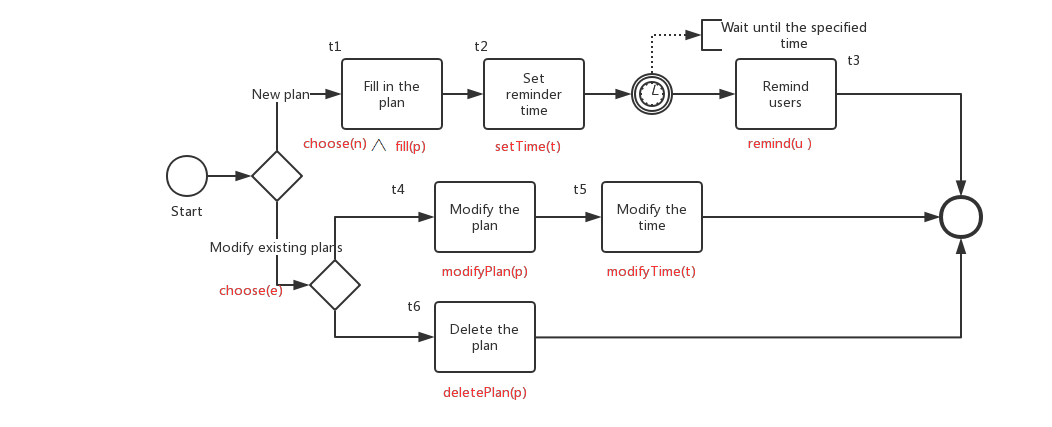 Wait until the specified
time
t1
t2
t3
New plan
Fill in the
plan
Set
reminder
time
Remind
users
choose(n) ∧ fill(p)
setTime(t)
remind(u )
Start
t4
t5
Modify the
plan
Modify the
time
Modify existing plans
modifyPlan(p)
modifyTime(t)
choose(e)
t6
Delete the
plan
deletePlan(p)